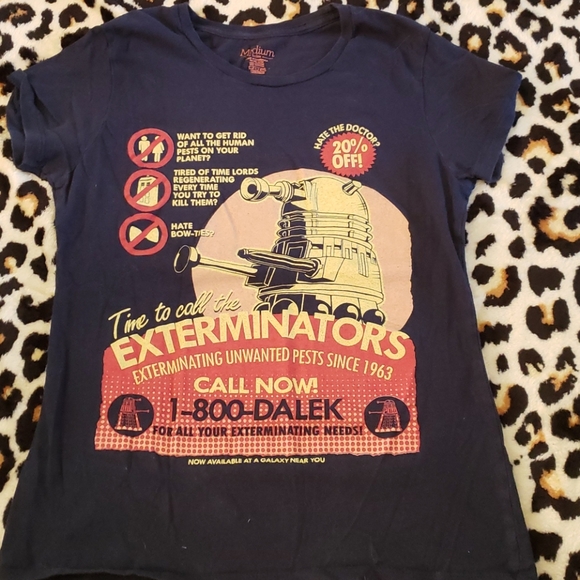 Medium
WANT TO GET RID
OF ALL THE HUMAN
PESTS ON YOUR
PLANET?
HATE THE DOCTOR?
20%
OFF!
TIRED OF TIME LORDS
REGENERATING
EVERY TIME
YOU TRY TO
KILL THEM?
HATE
BOW-TIES?
Time to call the
EXTERMINATORS
EXTERMINATING UNWANTED PESTS SINCE 1963
CALL NOW!
1-800-DALEK
FOR ALL YOUR EXTERMINATING NEEDS!
NOW AVAILABLE AT A GALAXY NEAR YOU